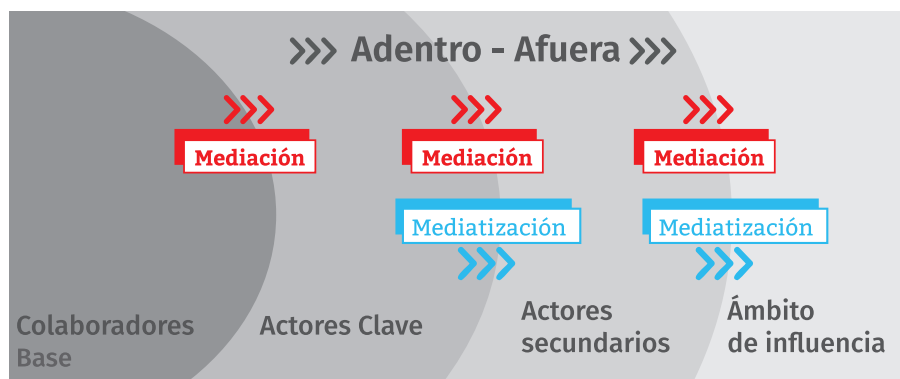 Adentro - Afuera
Mediación
Mediación
Mediación
Mediatización
Mediatización
Colaboradores
Base
Actores Clave
Actores
secundarios
Ámbito
de influencia